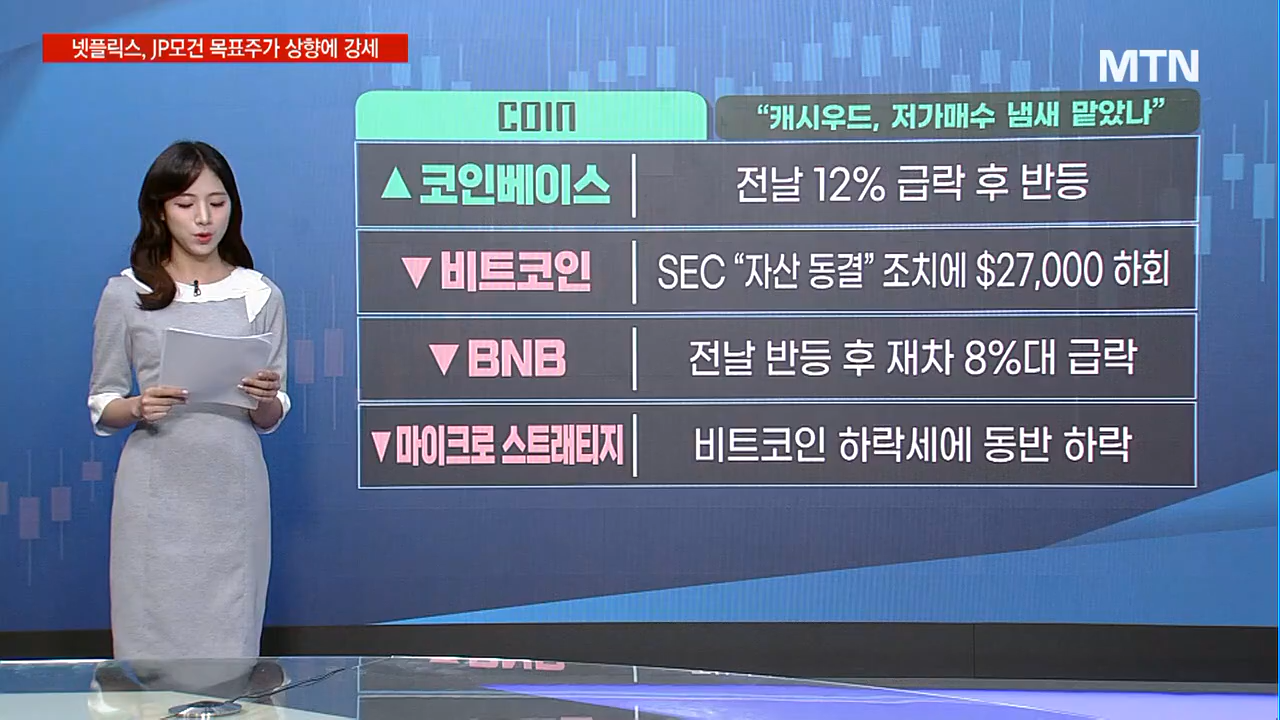 넷플릭스, JP모건 목표주가 상향에 강세
MTN
COIN
“캐시우드, 저가매수 냄새 맡았나”
▲코인베이스
전날 12% 급락 후 반등
▼비트코인
SEC “자산 동결” 조치에 $27,000 하회
▼BNB
전날 반등 후 재차 8%대 급락
▼마이크로 스트래티지
비트코인 하락세에 동반 하락